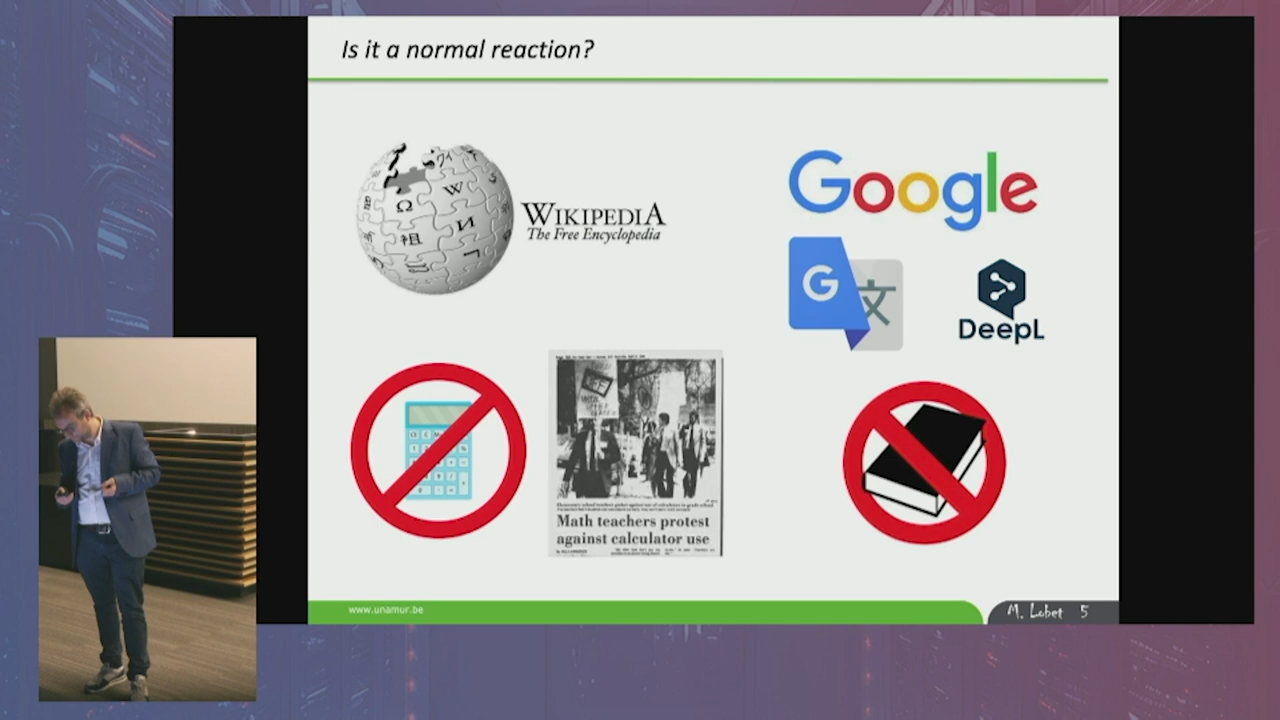 Is it a normal reaction?
WIKIPEDIA
The Free Encyclopedia
Google
G 文
DeepL
Math teachers protest
against calculator use
www.unamur.be
M. Lobet 5